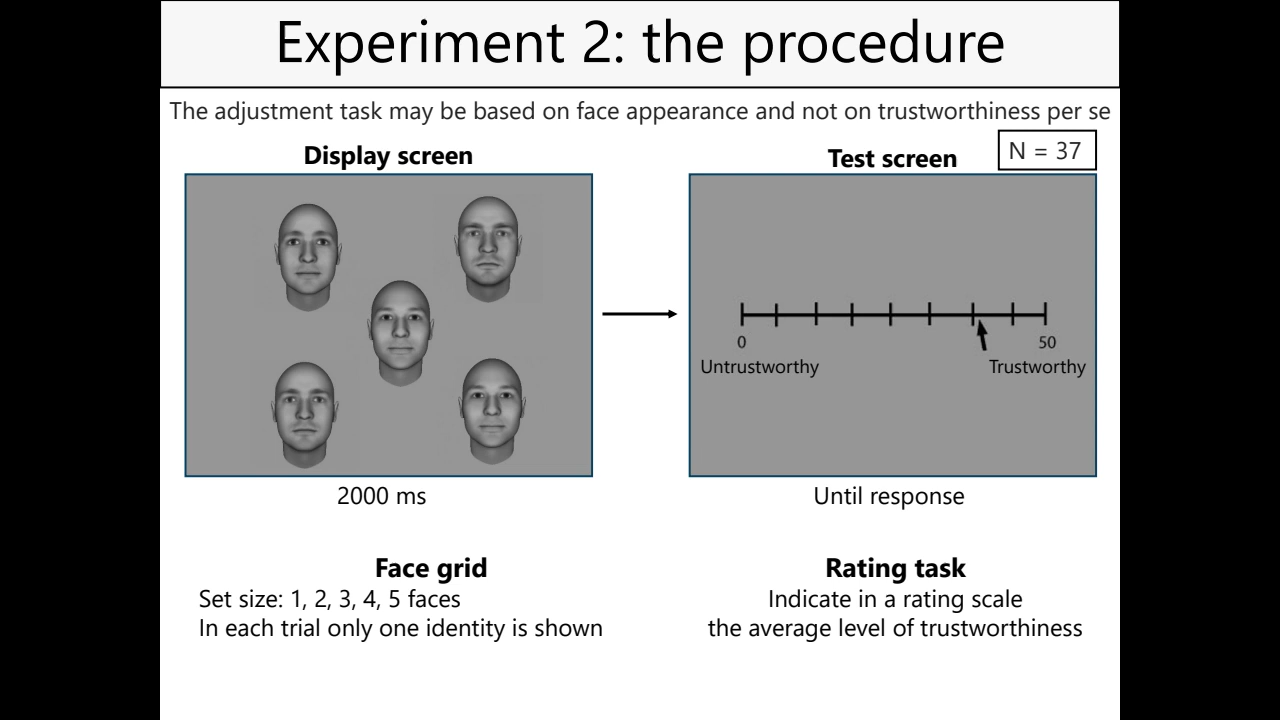 Experiment 2: the procedure
The adjustment task may be based on face appearance and not on trustworthiness per se
N = 37
Display screen
Test screen
0
50
Untrustworthy
Trustworthy
2000 ms
Until response
Face grid
Set size: 1, 2, 3, 4, 5 faces
In each trial only one identity is shown
Rating task
Indicate in a rating scale
the average level of trustworthiness